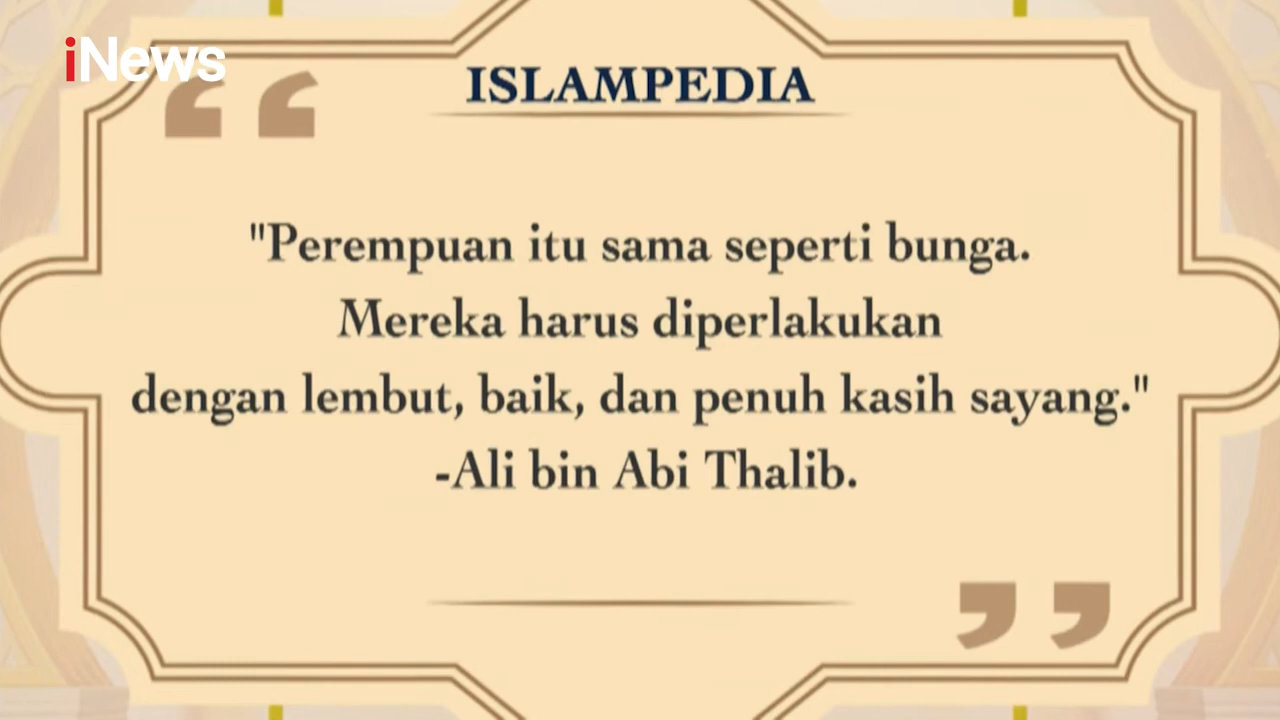 iNews
ISLAMPEDIA
"Perempuan itu sama seperti bunga.
Mereka harus diperlakukan
dengan lembut, baik, dan penuh kasih sayang."
-Ali bin Abi Thalib.